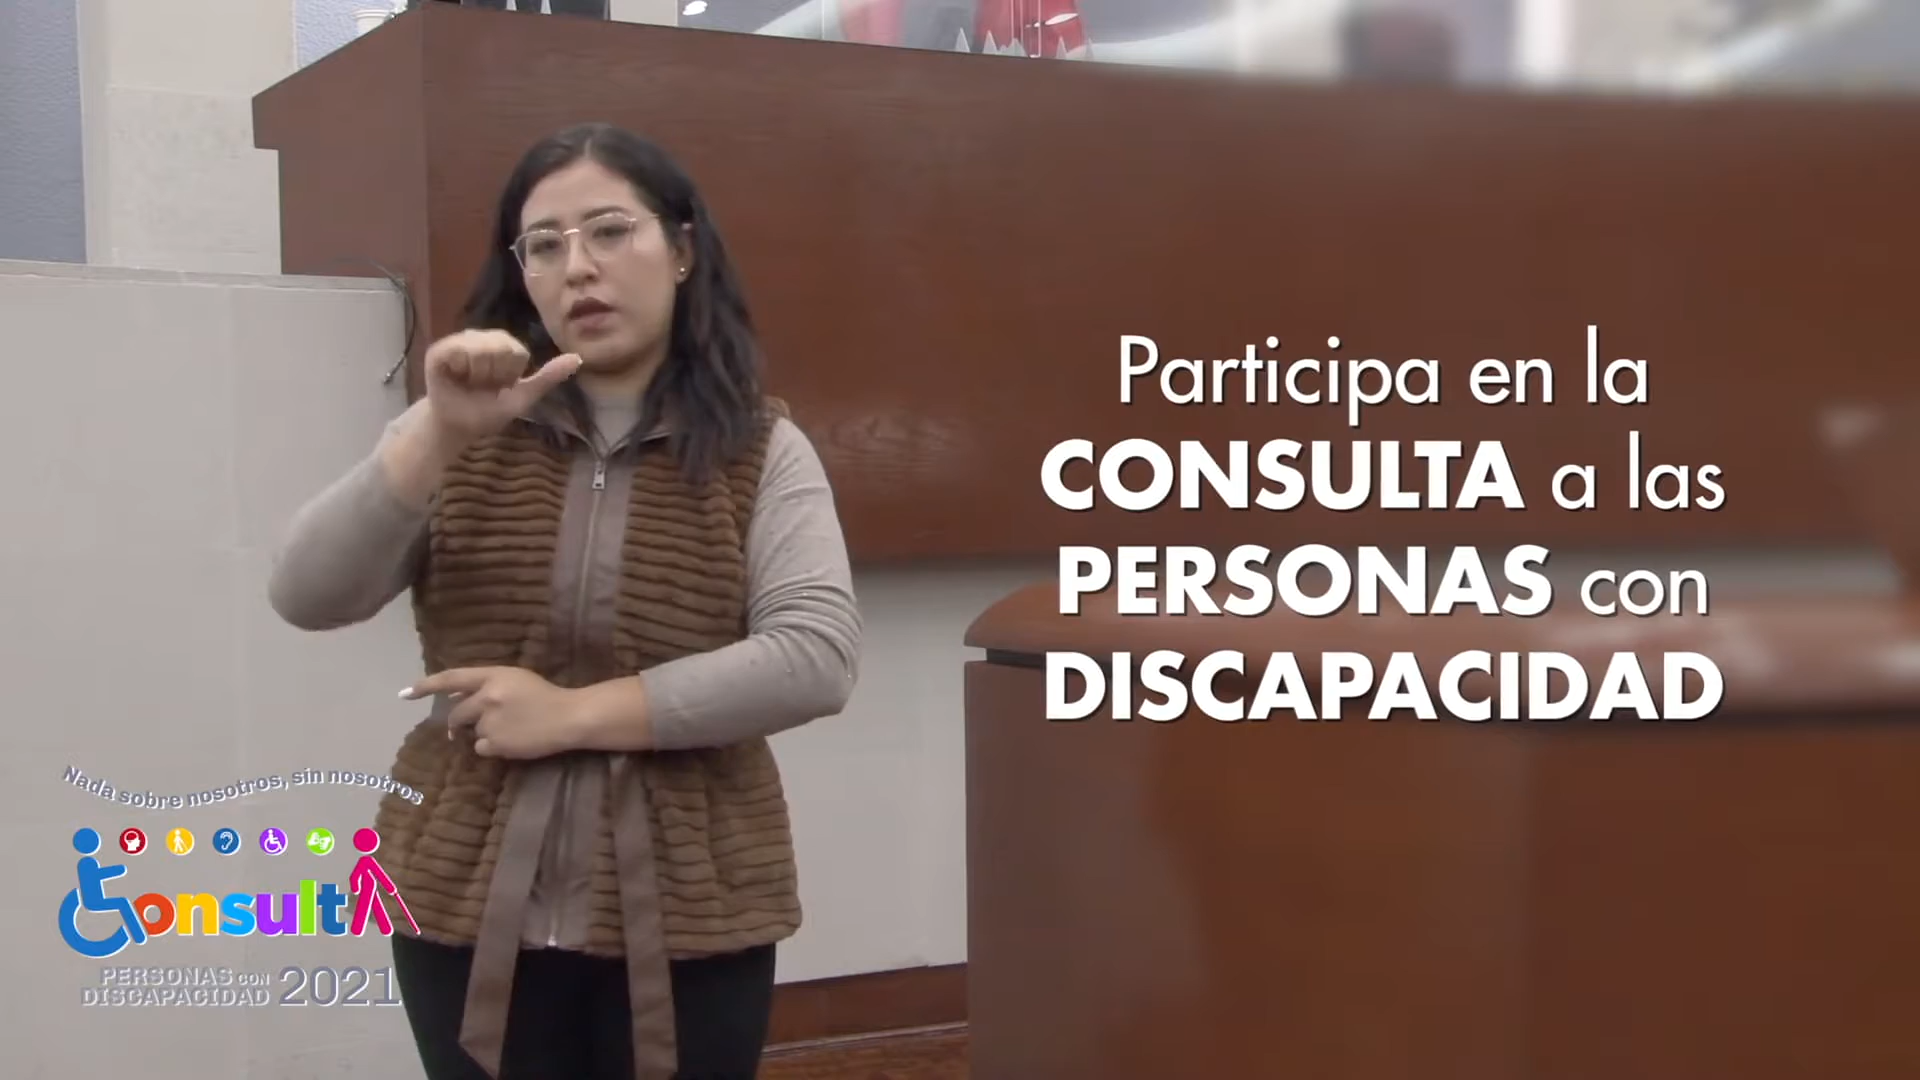 Participa en la
CONSULTA a las
PERSONAS con
DISCAPACIDAD
Nada sobre nosotros, sin nosotros
Consulta
PERSONAS CON
DISCAPACIDAD 2021